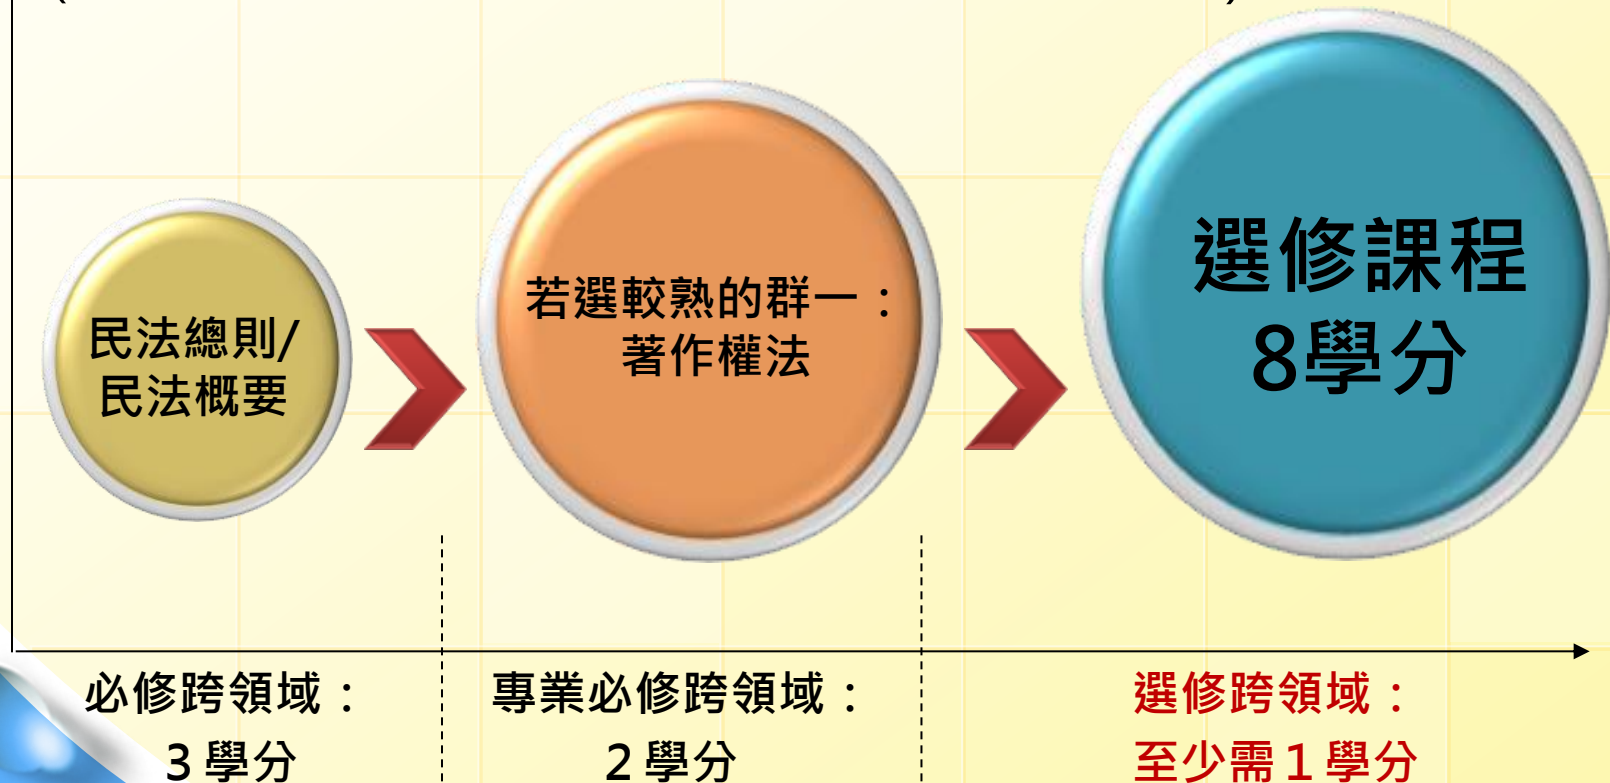 民法總則/
民法概要
若選較熟的群一：
著作權法
選修課程
8學分
必修跨領域：
3學分
專業必修跨領域：
2學分
選修跨領域：
至少需1學分